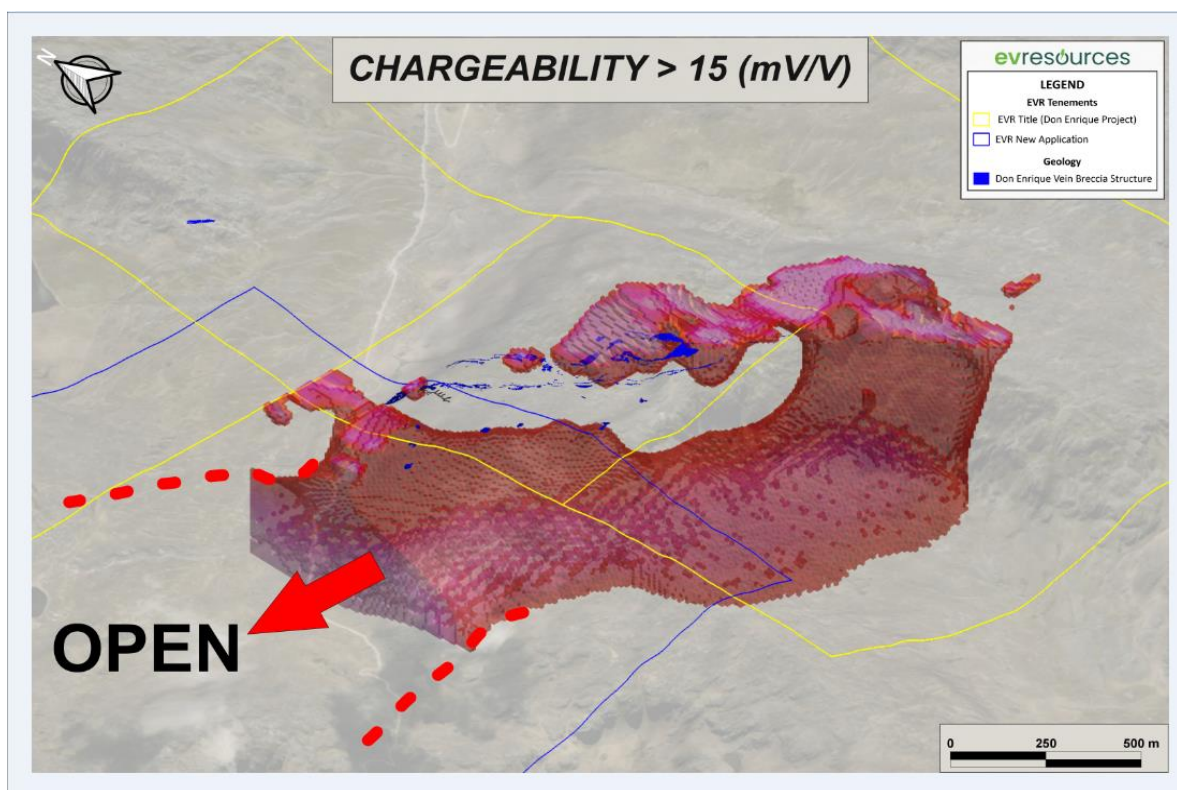 CHARGEABILITY > 15 (mV/V)
N
evresources
LEGEND
EVR Tenements
EVR Title (Don Enrique Project)
EVR New Application
Geology
Don Enrique Vein Breccia Structure
OPEN
0 250 500 m